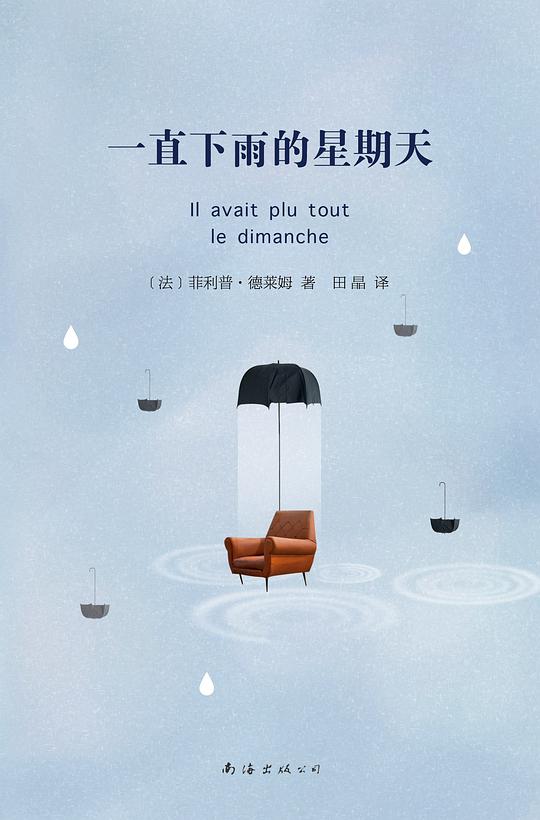 一直下雨的星期天
Il avait plu tout
le dimanche
〔法〕菲利普·德莱姆 著 田晶 译
南海出版公司